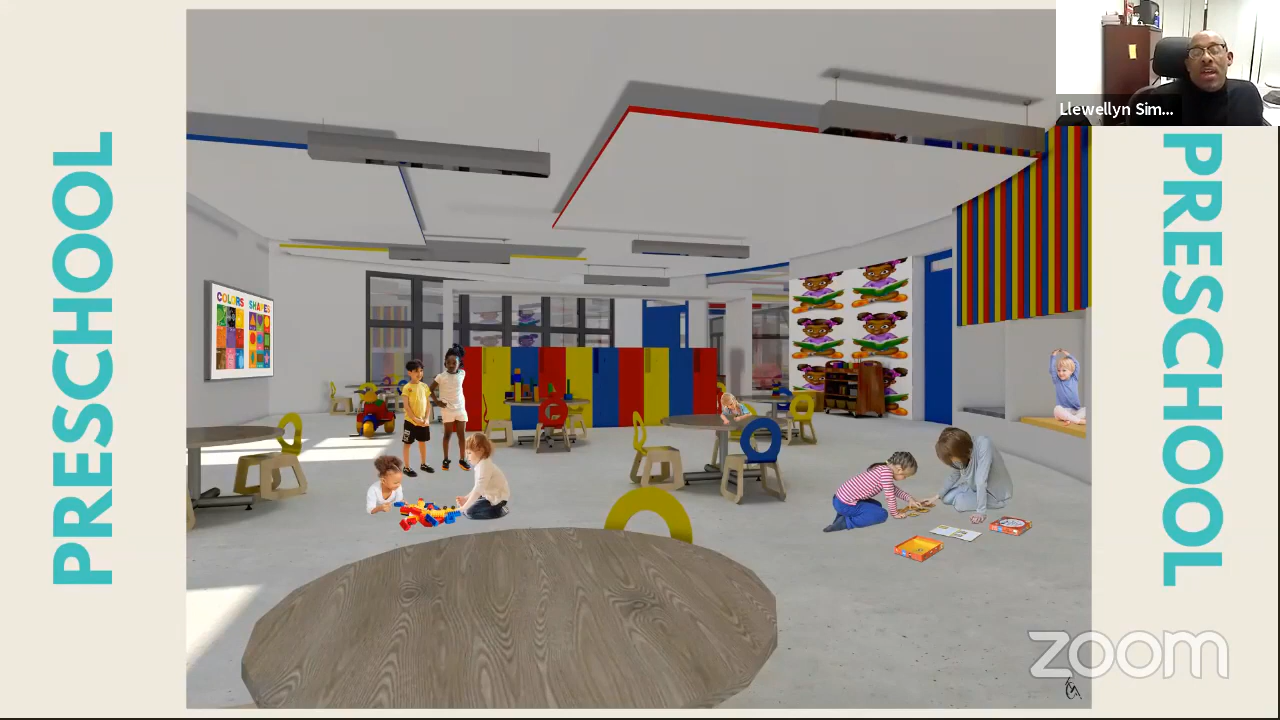 PRESCHOOL
COLORS SHAPES
Llewellyn Sim...
PRESCHOOL
zoom